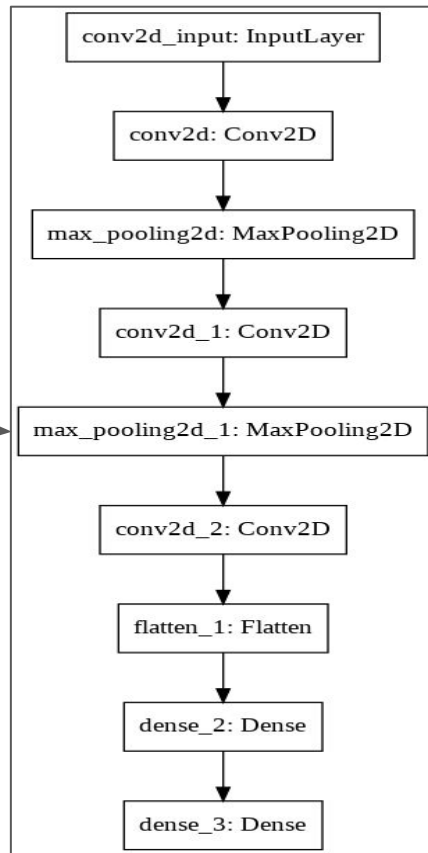 conv2d_input: InputLayer
conv2d: Conv2D
max_pooling2d: MaxPooling2D
conv2d_1: Conv2D
max_pooling2d_1: MaxPooling2D
conv2d_2: Conv2D
flatten_1: Flatten
dense_2: Dense
dense_3: Dense